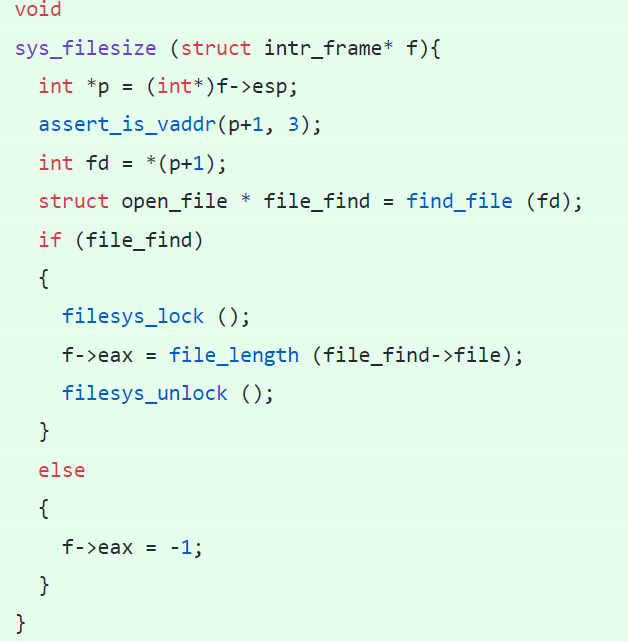 void
sys_filesize (struct intr_frame* f){
int *p = (int*)f->esp;
assert_is_vaddr(p+1, 3);
int fd = *(p+1);
struct open_file * file_find = find_file (fd);
if (file_find)
{
filesys_lock ();
f->eax = file_length (file_find->file);
filesys_unlock ();
}
else
{
f->eax = -1;
}
}